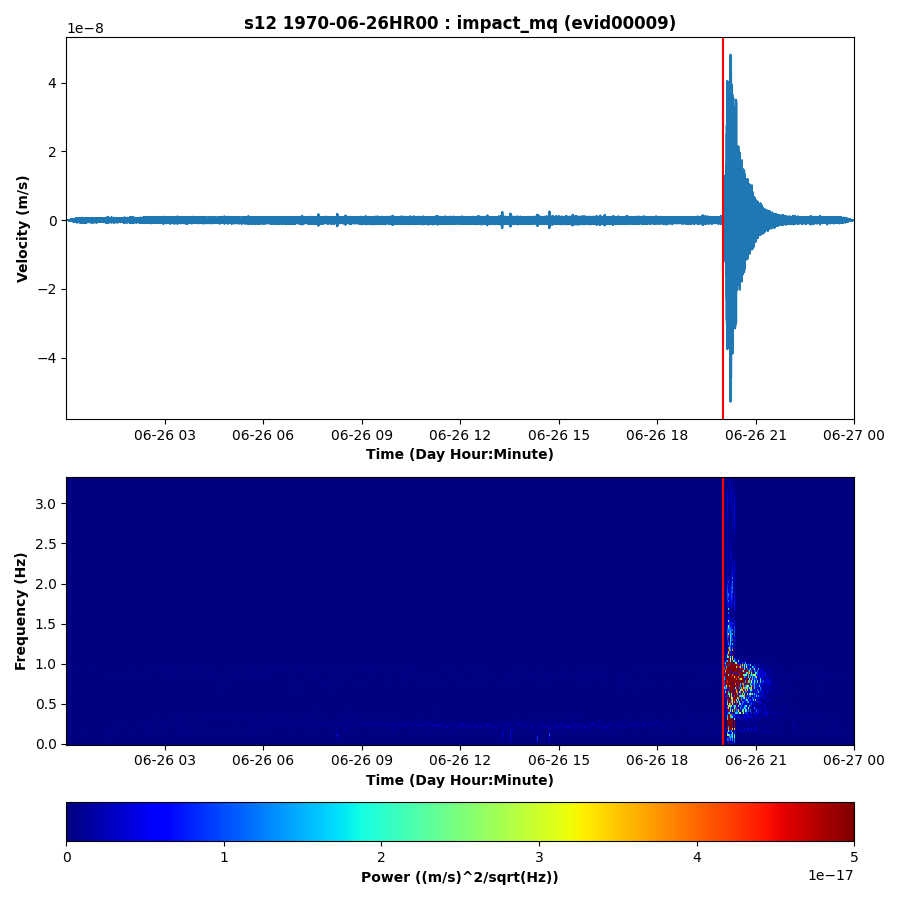 s12 1970-06-26HR00 : impact_mq (evid00009)
1e−8
4
2
0
−2
−4
Velocity (m/s)
06-26 03 06-26 06 06-26 09 06-26 12 06-26 15 06-26 18 06-26 21 06-27 00
Time (Day Hour:Minute)
3.0
2.5
2.0
1.5
1.0
0.5
0.0
Frequency (Hz)
06-26 03 06-26 06 06-26 09 06-26 12 06-26 15 06-26 18 06-26 21 06-27 00
Time (Day Hour:Minute)
0 1 2 3 4 5
1e−17
Power ((m/s)^2/sqrt(Hz))